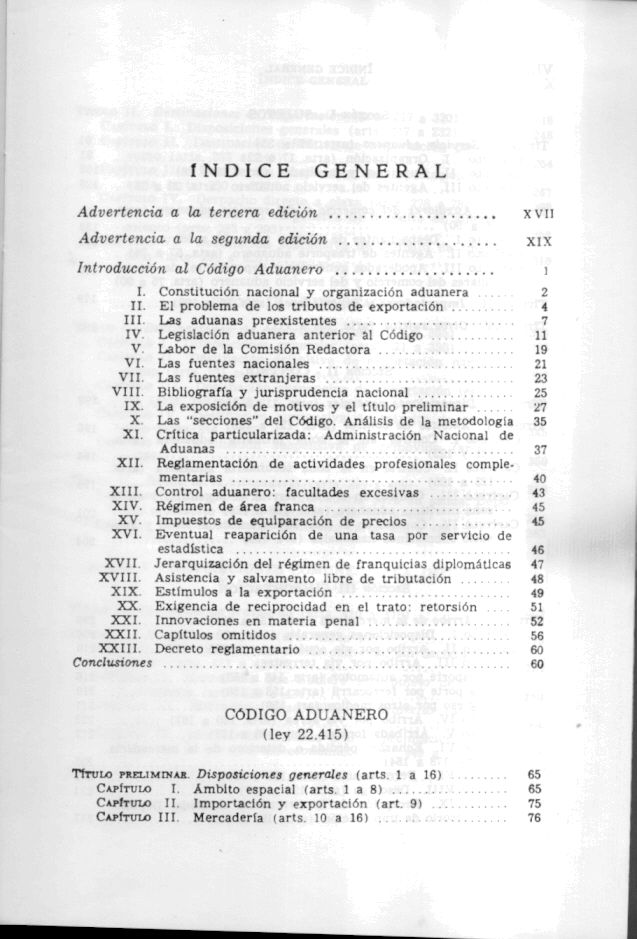 ÍNDICE GENERAL
Advertencia a la tercera edición .................... XVII
Advertencia a la segunda edición .................... XIX
Introducción al Código Aduanero .................... 1
I. Constitución nacional y organización aduanera ...... 2
II. El problema de los tributos de exportación ......... 4
III. Las aduanas preexistentes ...................... 7
IV. Legislación aduanera anterior al Código ............ 11
V. Labor de la Comisión Redactora .................. 19
VI. Las fuentes nacionales ......................... 21
VII. Las fuentes extranjeras ........................ 23
VIII. Bibliografía y jurisprudencia nacional .............. 25
IX. La exposición de motivos y el título preliminar ...... 27
X. Las "secciones" del Código. Análisis de la metodología 35
XI. Crítica particularizada: Administración Nacional de
Aduanas .................................... 37
XII. Reglamentación de actividades profesionales comple-
mentarias .................................... 40
XIII. Control aduanero: facultades excesivas ............ 43
XIV. Régimen de área franca ......................... 45
XV. Impuestos de equiparación de precios .............. 45
XVI. Eventual reaparición de una tasa por servicio de
estadística .................................... 46
XVII. Jerarquización del régimen de franquicias diplomáticas 47
XVIII. Asistencia y salvamento libre de tributación ........ 48
XIX. Estímulos a la exportación ...................... 49
XX. Exigencia de reciprocidad en el trato: retorsión .... 51
XXI. Innovaciones en materia penal .................... 52
XXII. Capítulos omitidos ............................ 56
XXIII. Decreto reglamentario ......................... 60
Conclusiones ............................................ 60
CÓDIGO ADUANERO
(ley 22.415)
TÍTULO PRELIMINAR. Disposiciones generales (arts. 1 a 16) ......... 65
CAPÍTULO I. Ámbito espacial (arts. 1 a 8) ............... 65
CAPÍTULO II. Importación y exportación (art. 9) ........... 75
CAPÍTULO III. Mercadería (arts. 10 a 16) ................. 76